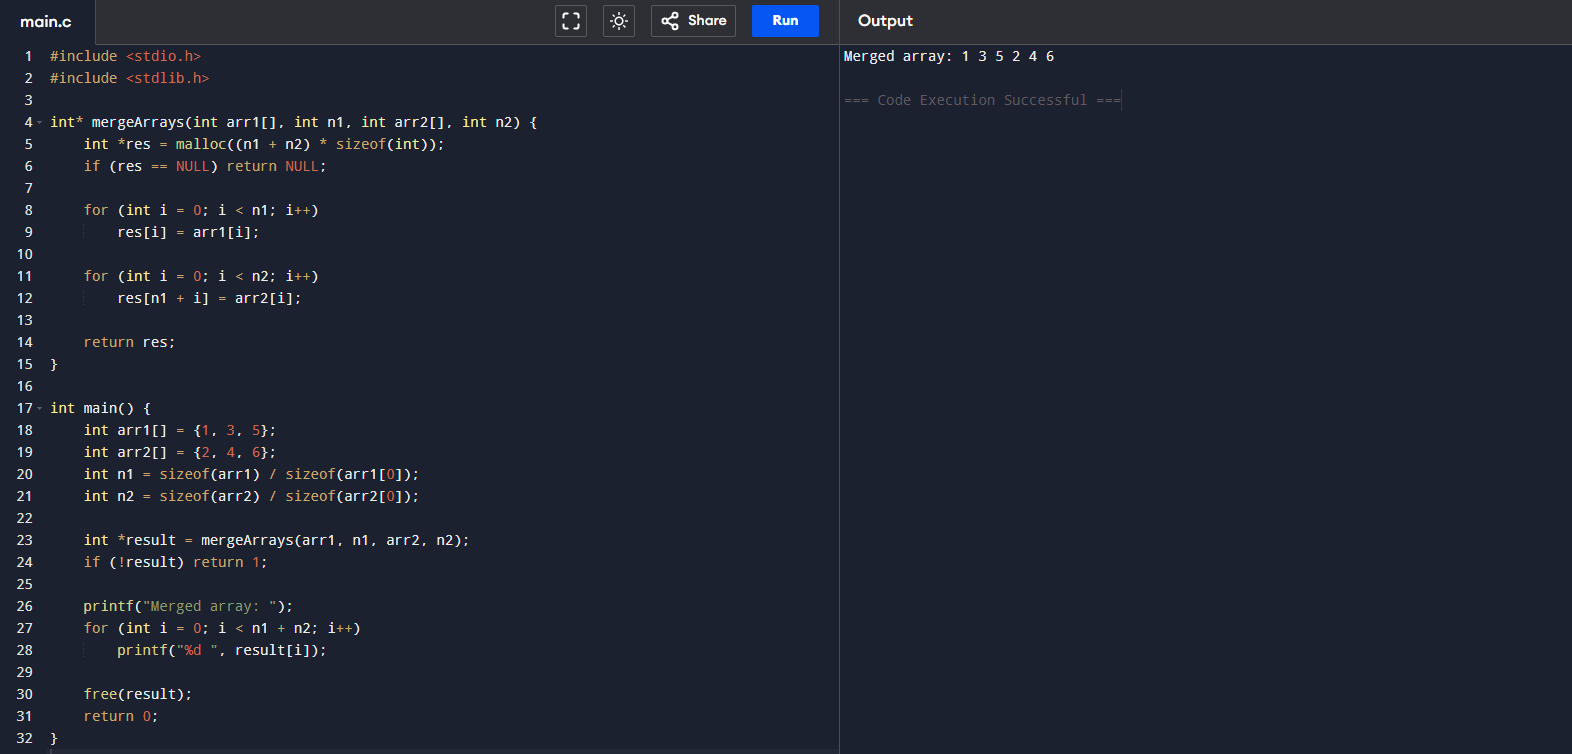 main.c
Share
Run
Output
1 #include <stdio.h>
2 #include <stdlib.h>
3
4 int* mergeArrays(int arr1[], int n1, int arr2[], int n2) {
5     int *res = malloc((n1 + n2) * sizeof(int));
6     if (res == NULL) return NULL;
7
8     for (int i = 0; i < n1; i++)
9         res[i] = arr1[i];
10
11     for (int i = 0; i < n2; i++)
12         res[n1 + i] = arr2[i];
13
14     return res;
15 }
16
17 int main() {
18     int arr1[] = {1, 3, 5};
19     int arr2[] = {2, 4, 6};
20     int n1 = sizeof(arr1) / sizeof(arr1[0]);
21     int n2 = sizeof(arr2) / sizeof(arr2[0]);
22
23     int *result = mergeArrays(arr1, n1, arr2, n2);
24     if (!result) return 1;
25
26     printf("Merged array: ");
27     for (int i = 0; i < n1 + n2; i++)
28         printf("%d ", result[i]);
29
30     free(result);
31     return 0;
32 }
Merged array: 1 3 5 2 4 6
=== Code Execution Successful ===